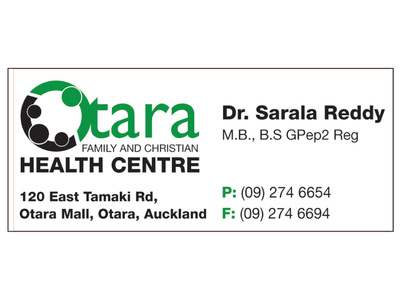 Otara
FAMILY AND CHRISTIAN
HEALTH CENTRE
120 East Tamaki Rd,
Otara Mall, Otara, Auckland
Dr. Sarala Reddy
M.B., B.S GPep2 Reg
P: (09) 274 6654
F: (09) 274 6694